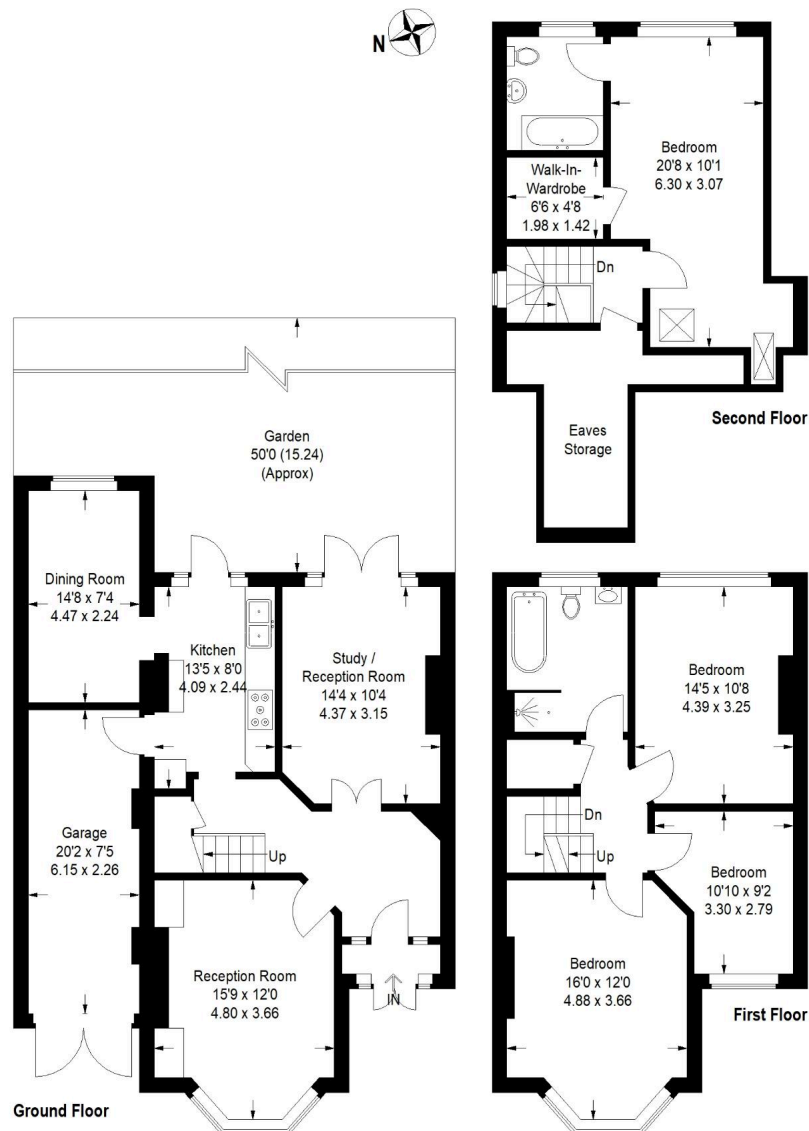 N
Bedroom
20'8 x 10'1
6.30 x 3.07
Walk-In-
Wardrobe
6'6 x 4'8
1.98 x 1.42
Dn
Eaves
Storage
Second Floor
Garden
50'0 (15.24)
(Approx)
Dining Room
14'8 x 7'4
4.47 x 2.24
Kitchen
13'5 x 8'0
4.09 x 2.44
Study /
Reception Room
14'4 x 10'4
4.37 x 3.15
Garage
20'2 x 7'5
6.15 x 2.26
Up
Reception Room
15'9 x 12'0
4.80 x 3.66
IN
Ground Floor
Bedroom
14'5 x 10'8
4.39 x 3.25
Dn
Up
Bedroom
10'10 x 9'2
3.30 x 2.79
Bedroom
16'0 x 12'0
4.88 x 3.66
First Floor